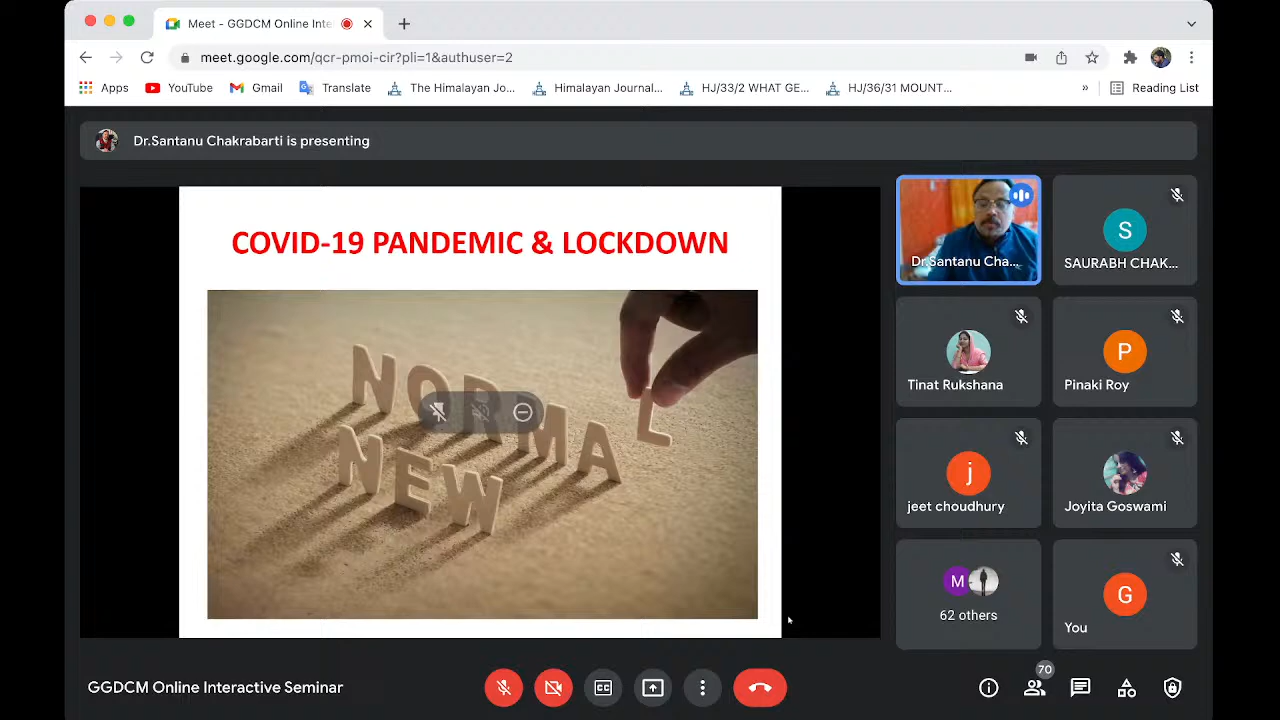 Meet - GGDCM Online Inte
meet.google.com/qcr-pmoi-cir?pli=1&authuser=2
Apps YouTube Gmail Translate The Himalayan Jo... Himalayan Journal... HJ/33/2 WHAT GE... HJ/36/31 MOUNT... » Reading List
Dr.Santanu Chakrabarti is presenting
COVID-19 PANDEMIC & LOCKDOWN
NORMAL
NEW
Dr.Santanu Cha...
S
SAURABH CHAK...
Tinat Rukshana
P
Pinaki Roy
j
jeet choudhury
Joyita Goswami
M
62 others
G
You
GGDCM Online Interactive Seminar
CC
70